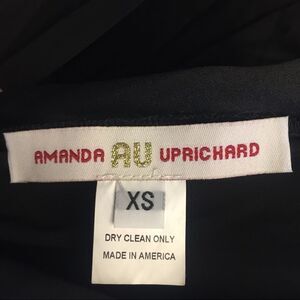 AMANDA AU UPRICHARD
XS
DRY CLEAN ONLY
MADE IN AMERICA